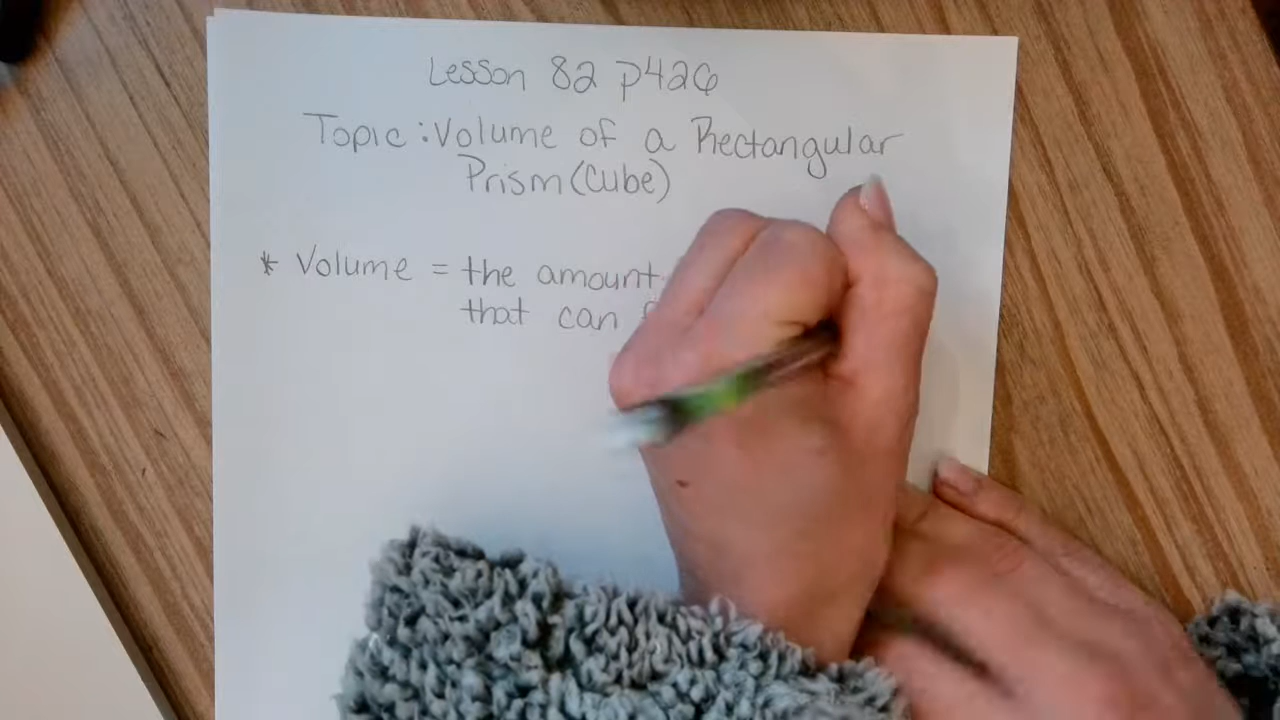 Lesson 82 p426
Topic: Volume of a Rectangular
Prism (Cube)
* Volume = the amount
that can